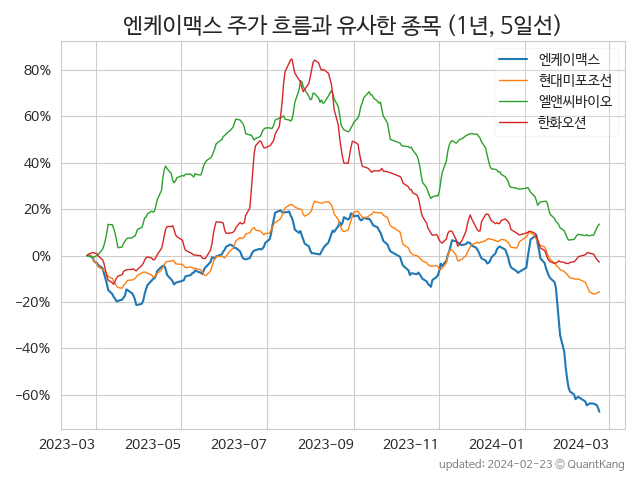 엔케이맥스 주가 흐름과 유사한 종목 (1년, 5일선)
엔케이맥스
현대미포조선
엘앤씨바이오
한화오션
80%
60%
40%
20%
0%
−20%
−40%
−60%
2023-03 2023-05 2023-07 2023-09 2023-11 2024-01 2024-03
updated: 2024-02-23 © QuantKang